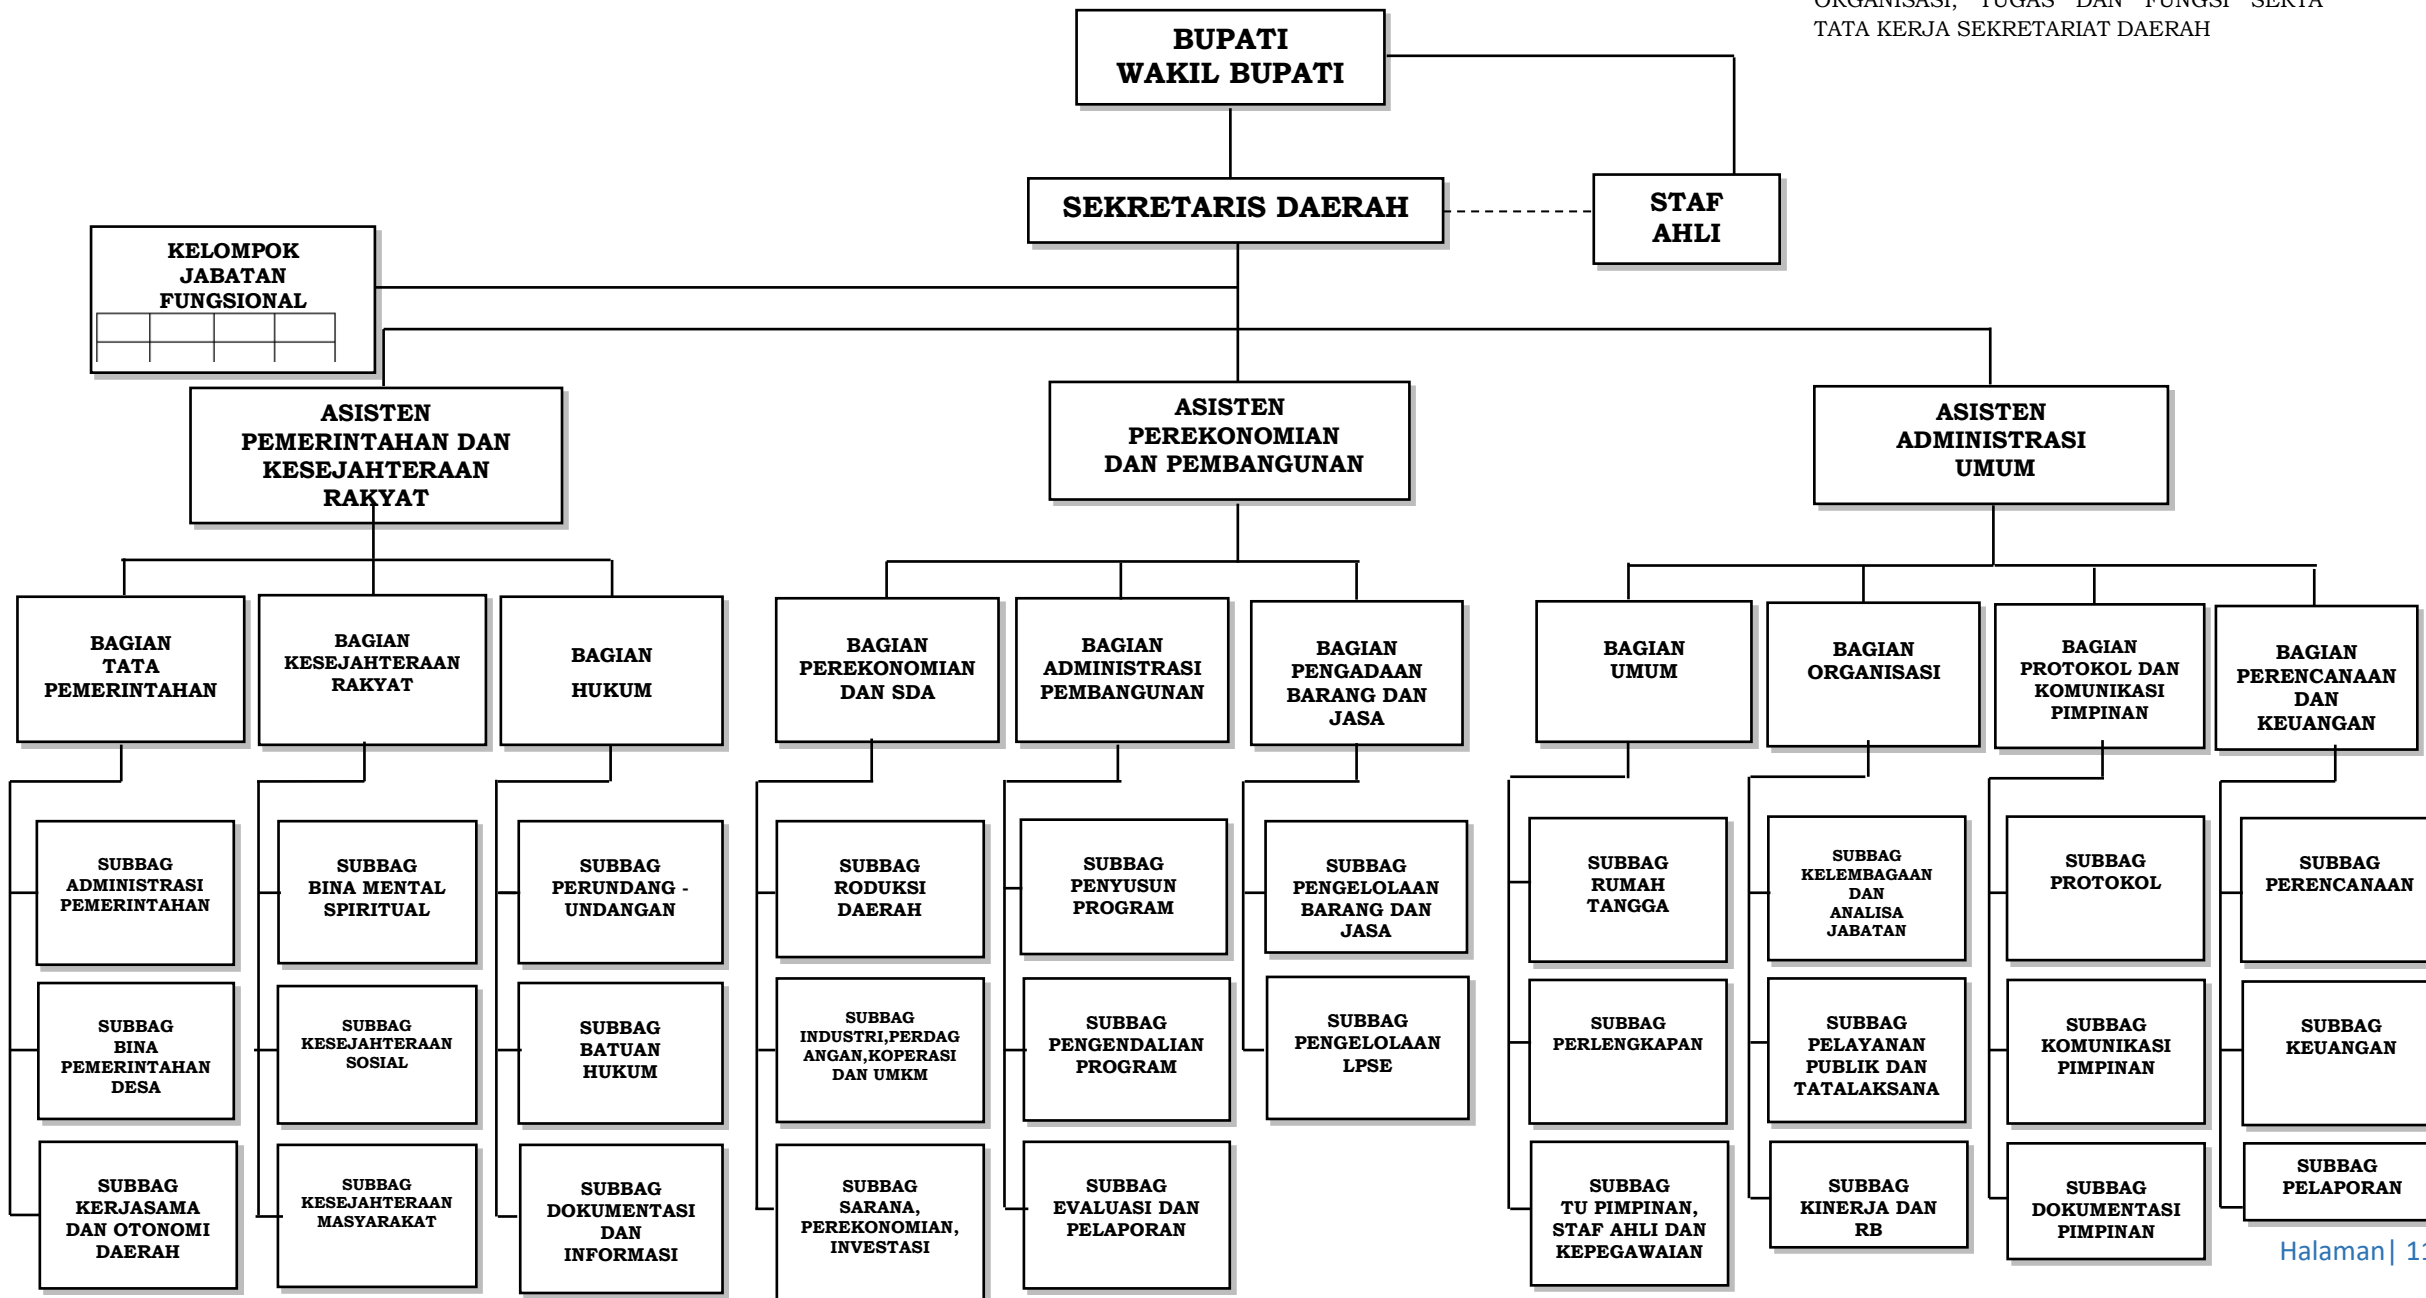 ORGANISASI, TUGAS DAN FUNGSI SERTA
TATA KERJA SEKRETARIAT DAERAH
BUPATI
WAKIL BUPATI
SEKRETARIS DAERAH
STAF
AHLI
KELOMPOK
JABATAN
FUNGSIONAL
ASISTEN
PEMERINTAHAN DAN
KESEJAHTERAAN
RAKYAT
ASISTEN
PEREKONOMIAN
DAN PEMBANGUNAN
ASISTEN
ADMINISTRASI
UMUM
BAGIAN
TATA
PEMERINTAHAN
BAGIAN
KESEJAHTERAAN
RAKYAT
BAGIAN
HUKUM
BAGIAN
PEREKONOMIAN
DAN SDA
BAGIAN
ADMINISTRASI
PEMBANGUNAN
BAGIAN
PENGADAAN
BARANG DAN
JASA
BAGIAN
UMUM
BAGIAN
ORGANISASI
BAGIAN
PROTOKOL DAN
KOMUNIKASI
PIMPINAN
BAGIAN
PERENCANAAN
DAN
KEUANGAN
SUBBAG
ADMINISTRASI
PEMERINTAHAN
SUBBAG
BINA MENTAL
SPIRITUAL
SUBBAG
PERUNDANG -
UNDANGAN
SUBBAG
RODUKSI
DAERAH
SUBBAG
PENYUSUN
PROGRAM
SUBBAG
PENGELOLAAN
BARANG DAN
JASA
SUBBAG
RUMAH
TANGGA
SUBBAG
KELEMBAGAAN
DAN
ANALISA
JABATAN
SUBBAG
PROTOKOL
SUBBAG
PERENCANAAN
SUBBAG
BINA
PEMERINTAHAN
DESA
SUBBAG
KESEJAHTERAAN
SOSIAL
SUBBAG
BATUAN
HUKUM
SUBBAG
INDUSTRI,PERDAG
ANGAN,KOPERASI
DAN UMKM
SUBBAG
PENGENDALIAN
PROGRAM
SUBBAG
PENGELOLAAN
LPSE
SUBBAG
PERLENGKAPAN
SUBBAG
PELAYANAN
PUBLIK DAN
TATALAKSANA
SUBBAG
KOMUNIKASI
PIMPINAN
SUBBAG
KEUANGAN
SUBBAG
KERJASAMA
DAN OTONOMI
DAERAH
SUBBAG
KESEJAHTERAAN
MASYARAKAT
SUBBAG
DOKUMENTASI
DAN
INFORMASI
SUBBAG
SARANA,
PEREKONOMIAN,
INVESTASI
SUBBAG
EVALUASI DAN
PELAPORAN
SUBBAG
TU PIMPINAN,
STAF AHLI DAN
KEPEGAWAIAN
SUBBAG
KINERJA DAN
RB
SUBBAG
DOKUMENTASI
PIMPINAN
SUBBAG
PELAPORAN
Halaman| 11